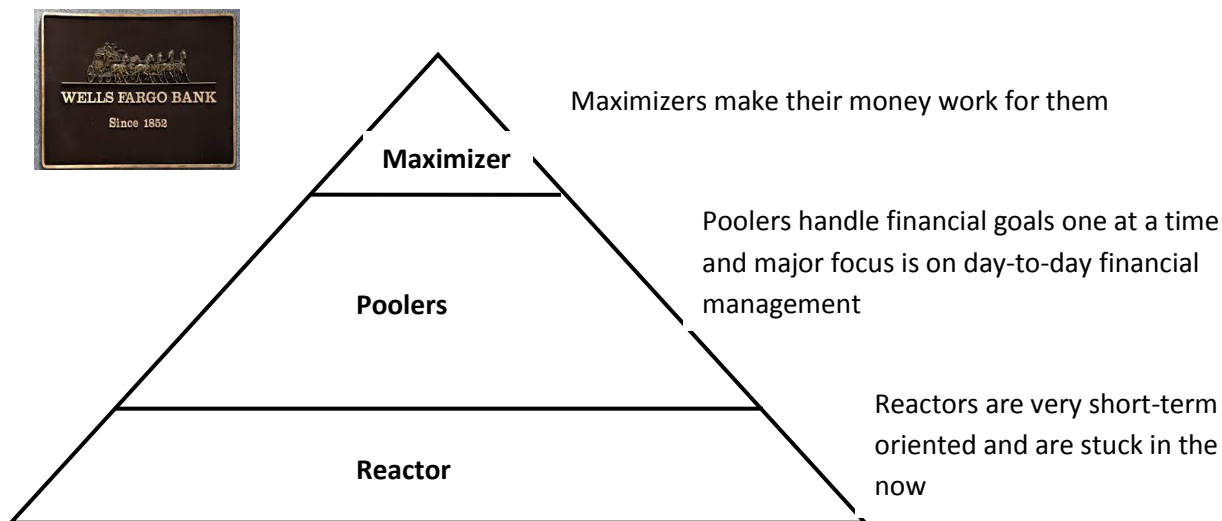 WELLS FARGO BANK
Since 1852
Maximizers make their money work for them
Maximizer
Poolers handle financial goals one at a time
and major focus is on day-to-day financial
management
Poolers
Reactors are very short-term
oriented and are stuck in the
now
Reactor